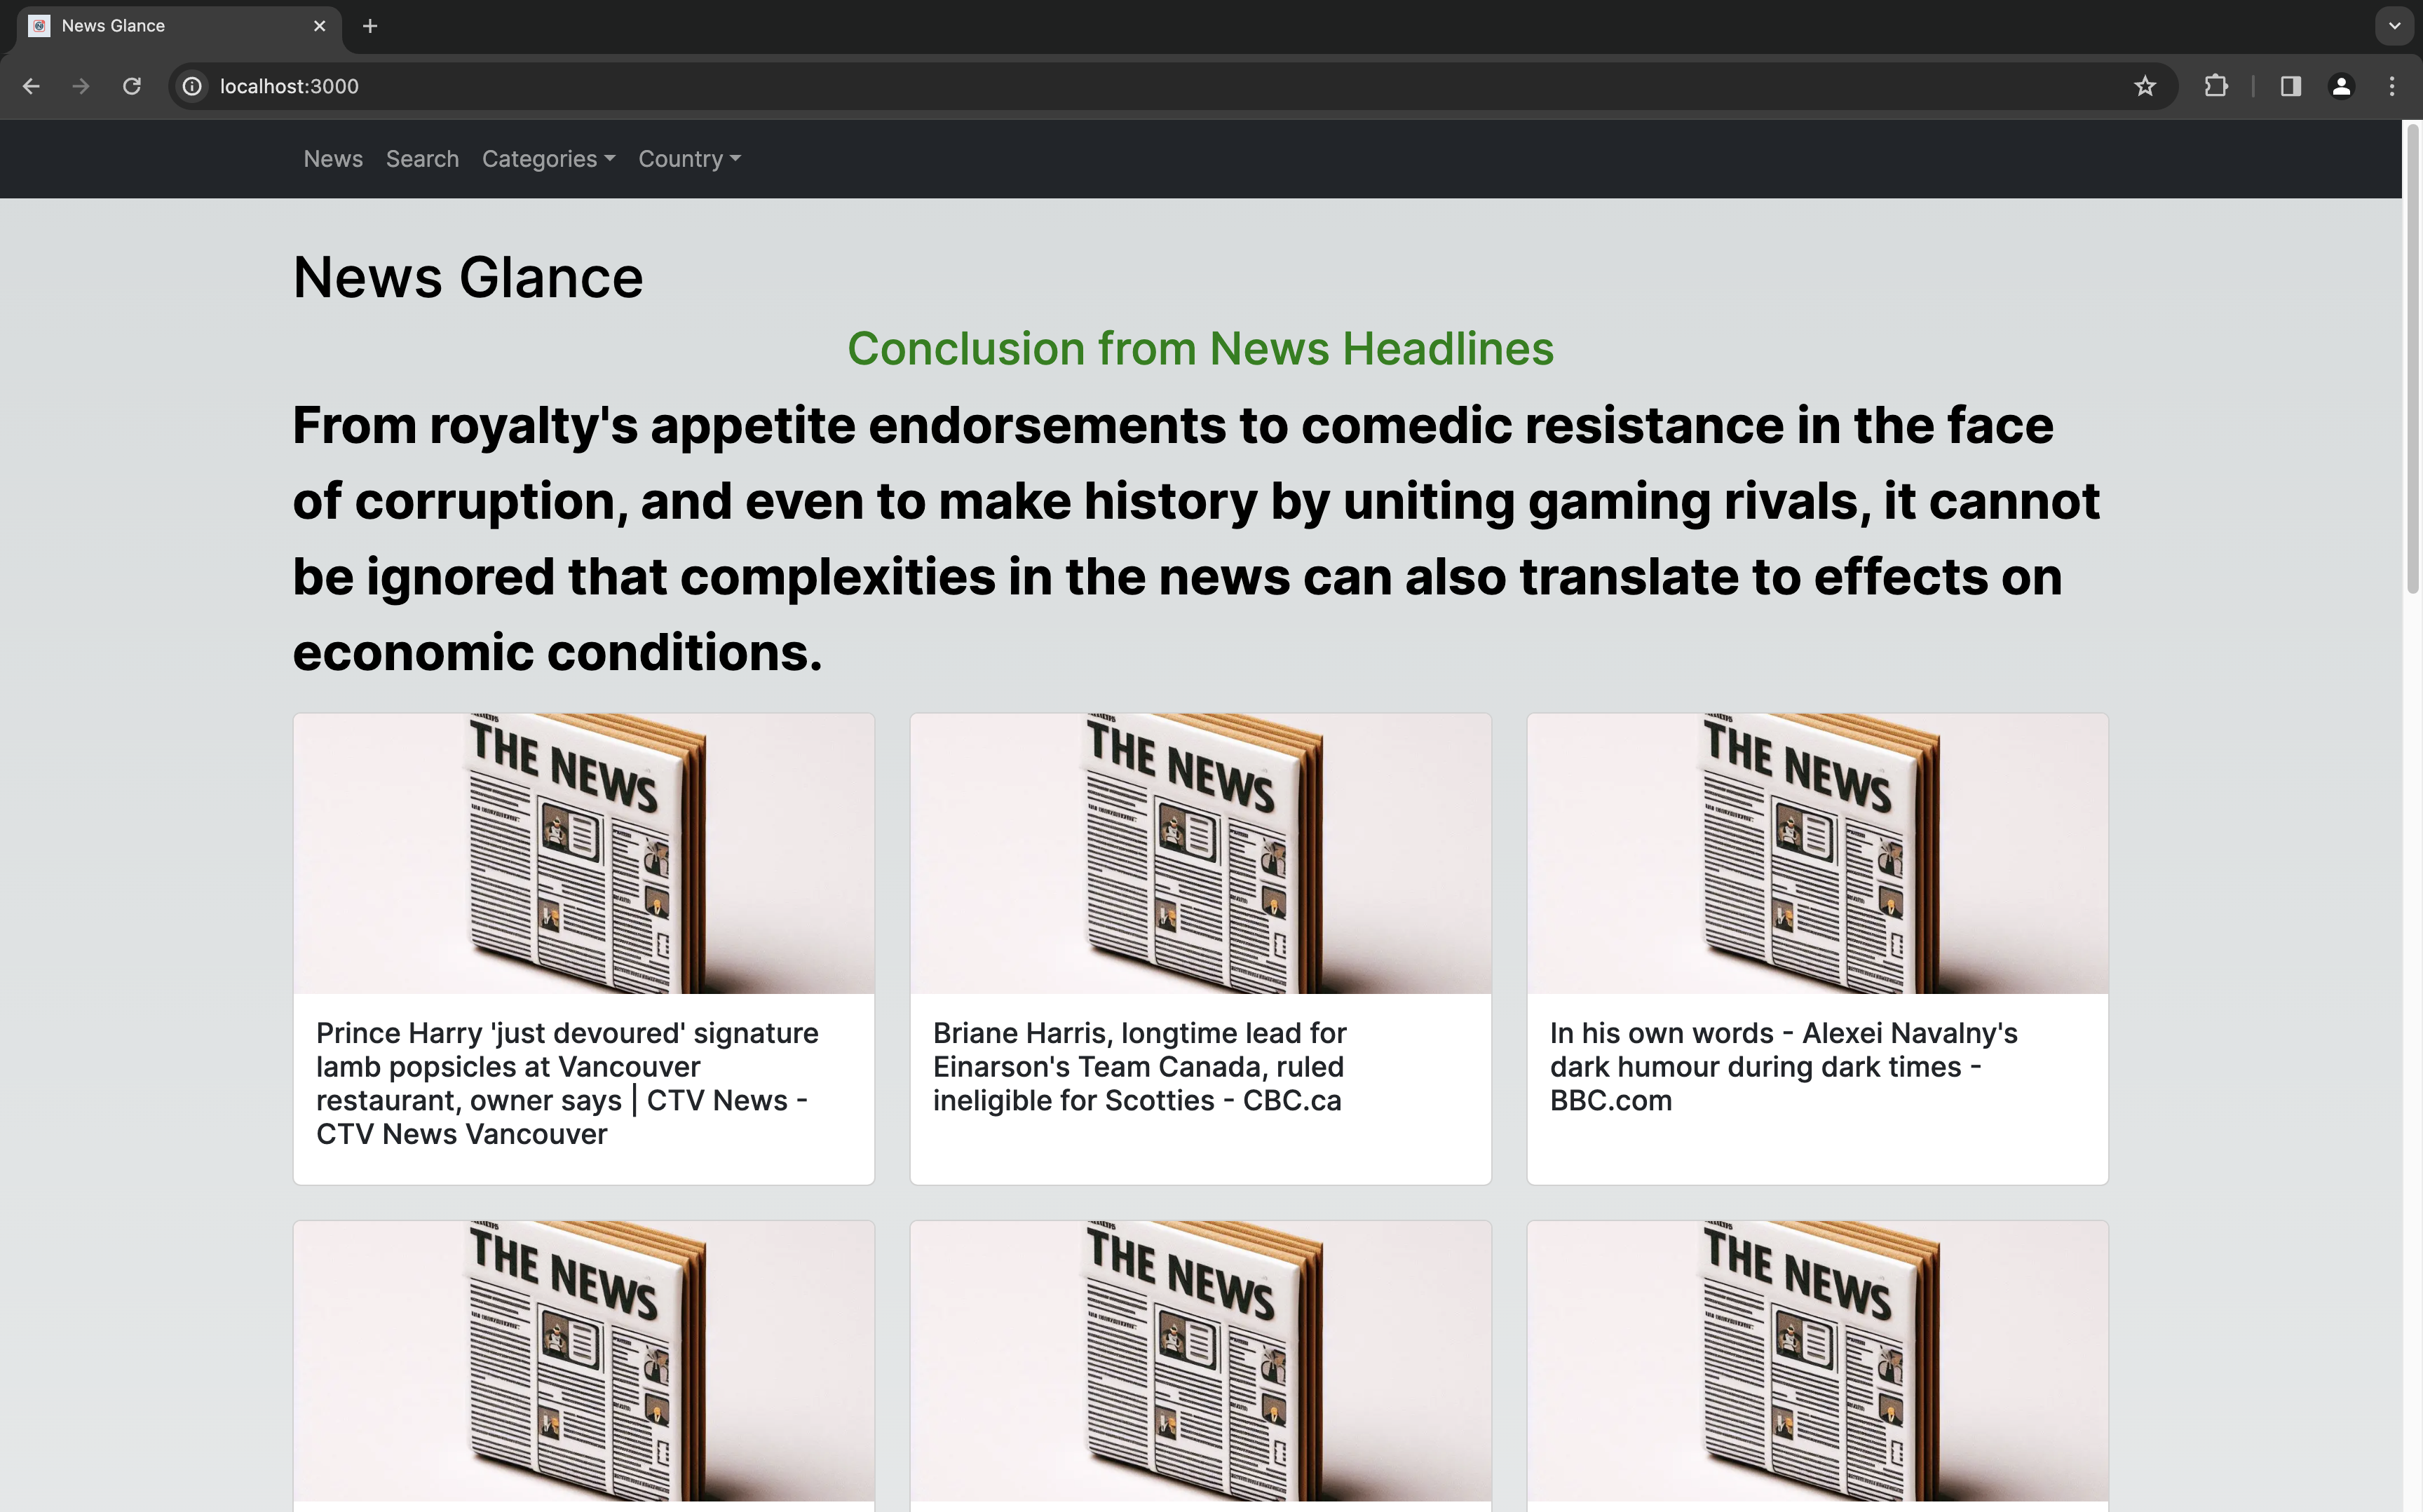 News Glance
localhost:3000
News Search Categories Country
News Glance
Conclusion from News Headlines
From royalty's appetite endorsements to comedic resistance in the face
of corruption, and even to make history by uniting gaming rivals, it cannot
be ignored that complexities in the news can also translate to effects on
economic conditions.
THE NEWS
THE NEWS
THE NEWS
Prince Harry 'just devoured' signature
lamb popsicles at Vancouver
restaurant, owner says | CTV News -
CTV News Vancouver
Briane Harris, longtime lead for
Einarson's Team Canada, ruled
ineligible for Scotties - CBC.ca
In his own words - Alexei Navalny's
dark humour during dark times -
BBC.com
THE NEWS
THE NEWS
THE NEWS